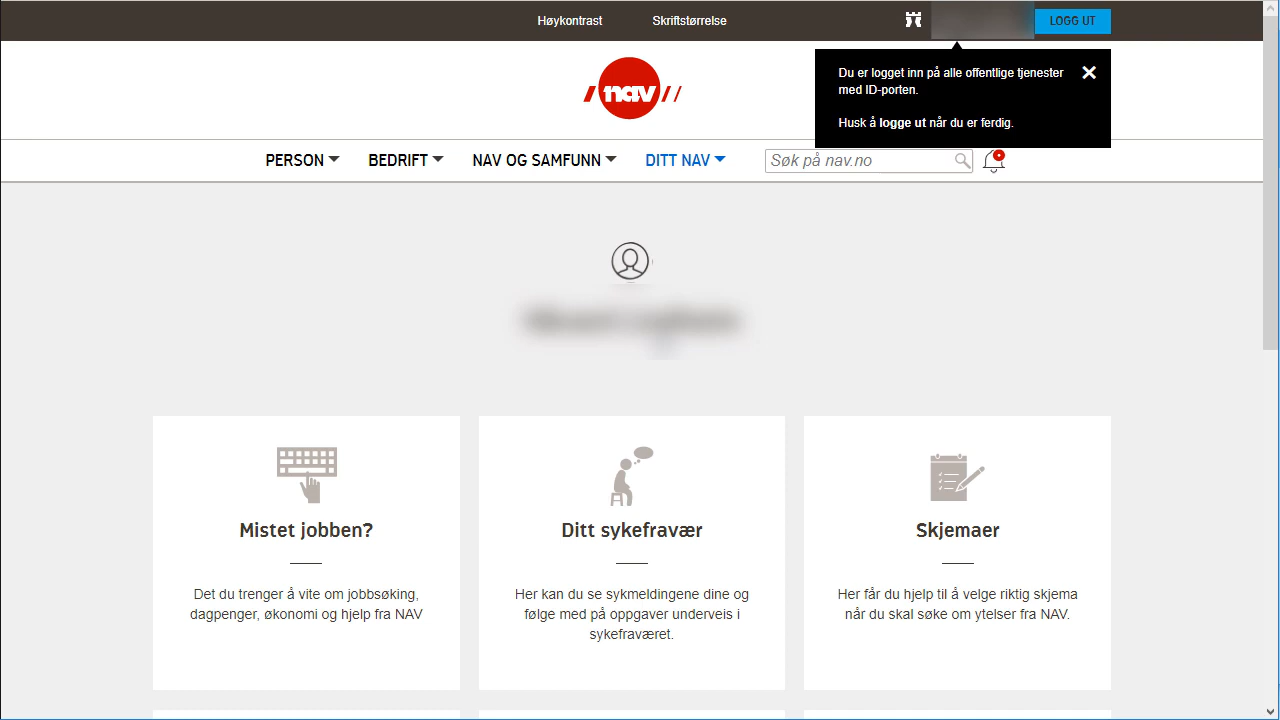 Høykontrast
Skriftstørrelse
LOGG UT
Du er logget inn på alle offentlige tjenester
med ID-porten.
Husk å logge ut når du er ferdig.
nav
PERSON
BEDRIFT
NAV OG SAMFUNN
DITT NAV
Søk på nav.no
Mistet jobben?
Det du trenger å vite om jobbsøking,
dagpenger, økonomi og hjelp fra NAV
Ditt sykefravær
Her kan du se sykmeldingene dine og
følge med på oppgaver underveis i
sykefraværet.
Skjemaer
Her får du hjelp til å velge riktig skjema
når du skal søke om ytelser fra NAV.